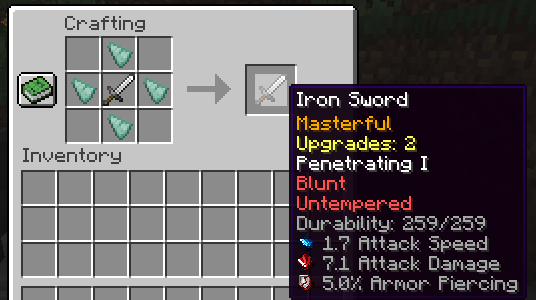 Crafting
Inventory
Iron Sword
Masterful
Upgrades: 2
Penetrating I
Blunt
Untempered
Durability: 259/259
1.7 Attack Speed
7.1 Attack Damage
5.0% Armor Piercing